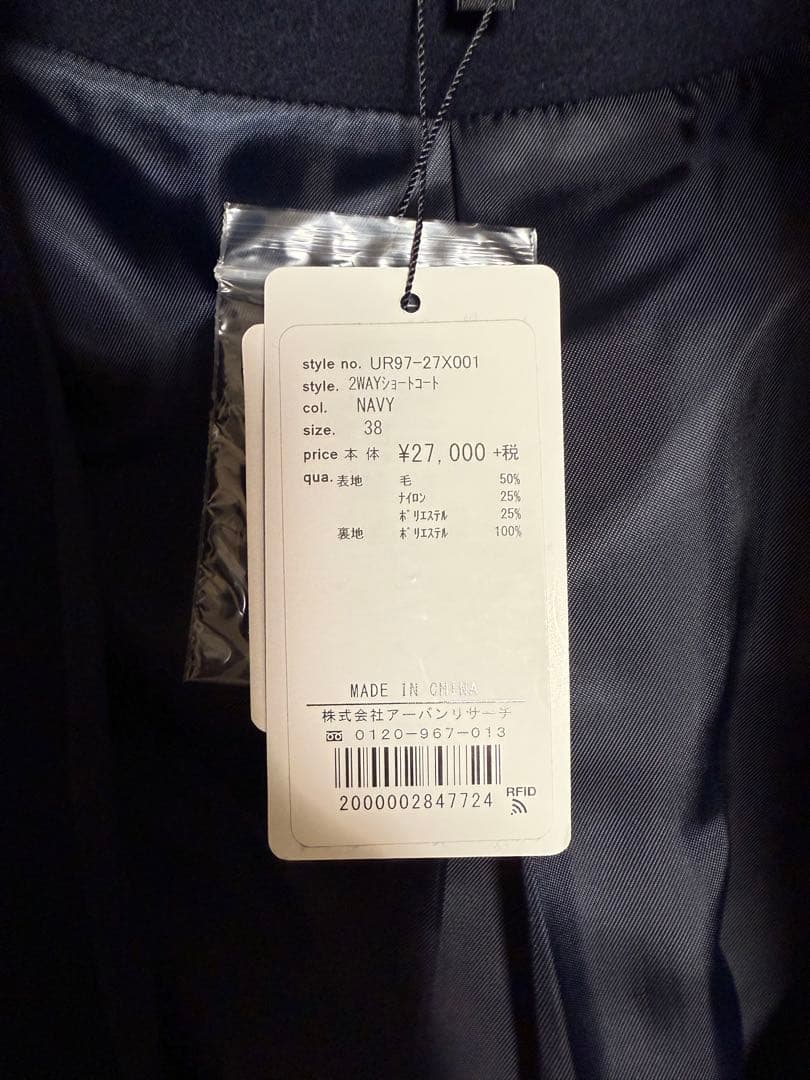 style no. UR97-27X001
style. 2WAYｼｮｰﾄｺｰﾄ
col. NAVY
size. 38
price 本体 ¥27,000 +税
qua. 表地 毛 50%
ﾅｲﾛﾝ 25%
ﾎﾟﾘｴｽﾃﾙ 25%
裏地 ﾎﾟﾘｴｽﾃﾙ 100%
MADE IN CHINA
株式会社アーバンリサーチ
0120-967-013
RFID
2000002847724